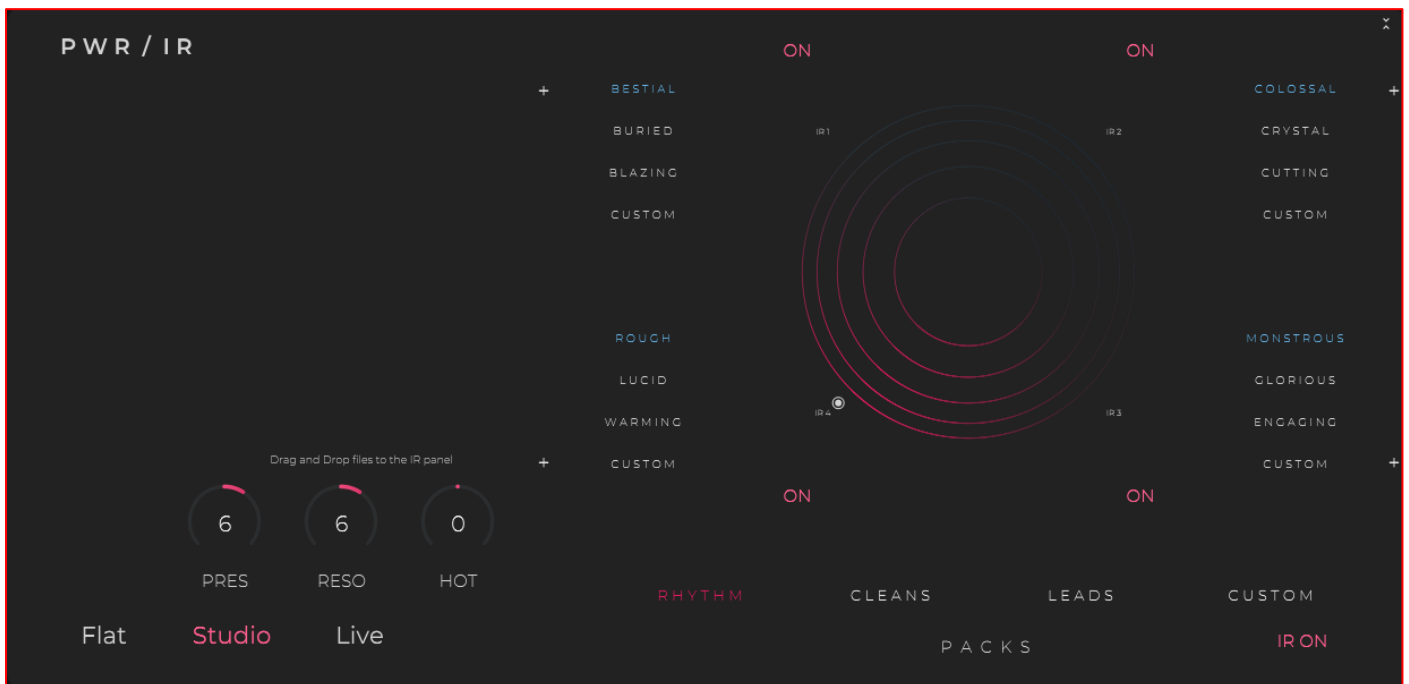 PWR / IR
ON ON
+ BESTIAL COLOSSAL +
BURIED IR1 IR2 CRYSTAL
BLAZING CUTTING
CUSTOM CUSTOM
ROUGH MONSTROUS
LUCID GLORIOUS
WARMING IR4 IR3 ENGAGING
Drag and Drop files to the IR panel + CUSTOM CUSTOM +
ON ON
6 6 0
PRES RESO HOT
RHYTHM CLEANS LEADS CUSTOM
Flat Studio Live PACKS IR ON